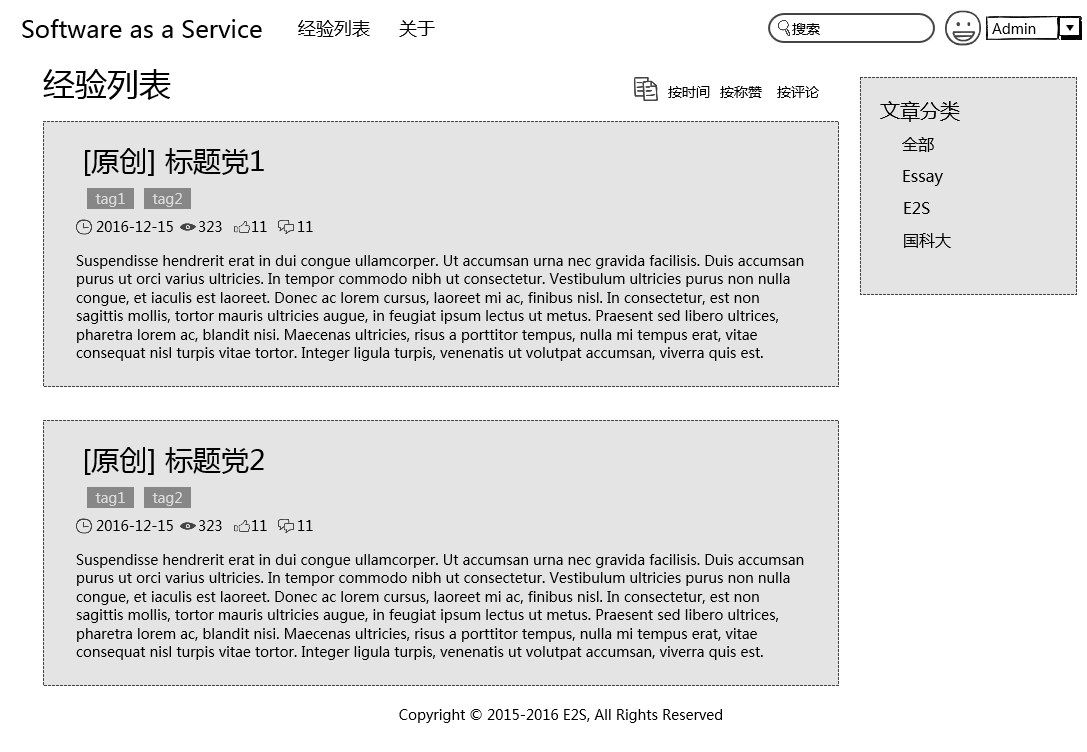 Software as a Service 经验列表 关于 搜索 Admin
经验列表 按时间 按称赞 按评论
[原创] 标题党1
tag1 tag2
2016-12-15 323 11 11
Suspendisse hendrerit erat in dui congue ullamcorper. Ut accumsan urna nec gravida facilisis. Duis accumsan
purus ut orci varius ultricies. In tempor commodo nibh ut consectetur. Vestibulum ultricies purus non nulla
congue, et iaculis est laoreet. Donec ac lorem cursus, laoreet mi ac, finibus nisl. In consectetur, est non
sagittis mollis, tortor mauris ultricies augue, in feugiat ipsum lectus ut metus. Praesent sed libero ultrices,
pharetra lorem ac, blandit nisi. Maecenas ultricies, risus a porttitor tempus, nulla mi tempus erat, vitae
consequat nisl turpis vitae tortor. Integer ligula turpis, venenatis ut volutpat accumsan, viverra quis est.
[原创] 标题党2
tag1 tag2
2016-12-15 323 11 11
Suspendisse hendrerit erat in dui congue ullamcorper. Ut accumsan urna nec gravida facilisis. Duis accumsan
purus ut orci varius ultricies. In tempor commodo nibh ut consectetur. Vestibulum ultricies purus non nulla
congue, et iaculis est laoreet. Donec ac lorem cursus, laoreet mi ac, finibus nisl. In consectetur, est non
sagittis mollis, tortor mauris ultricies augue, in feugiat ipsum lectus ut metus. Praesent sed libero ultrices,
pharetra lorem ac, blandit nisi. Maecenas ultricies, risus a porttitor tempus, nulla mi tempus erat, vitae
consequat nisl turpis vitae tortor. Integer ligula turpis, venenatis ut volutpat accumsan, viverra quis est.
文章分类
全部
Essay
E2S
国科大
Copyright © 2015-2016 E2S, All Rights Reserved